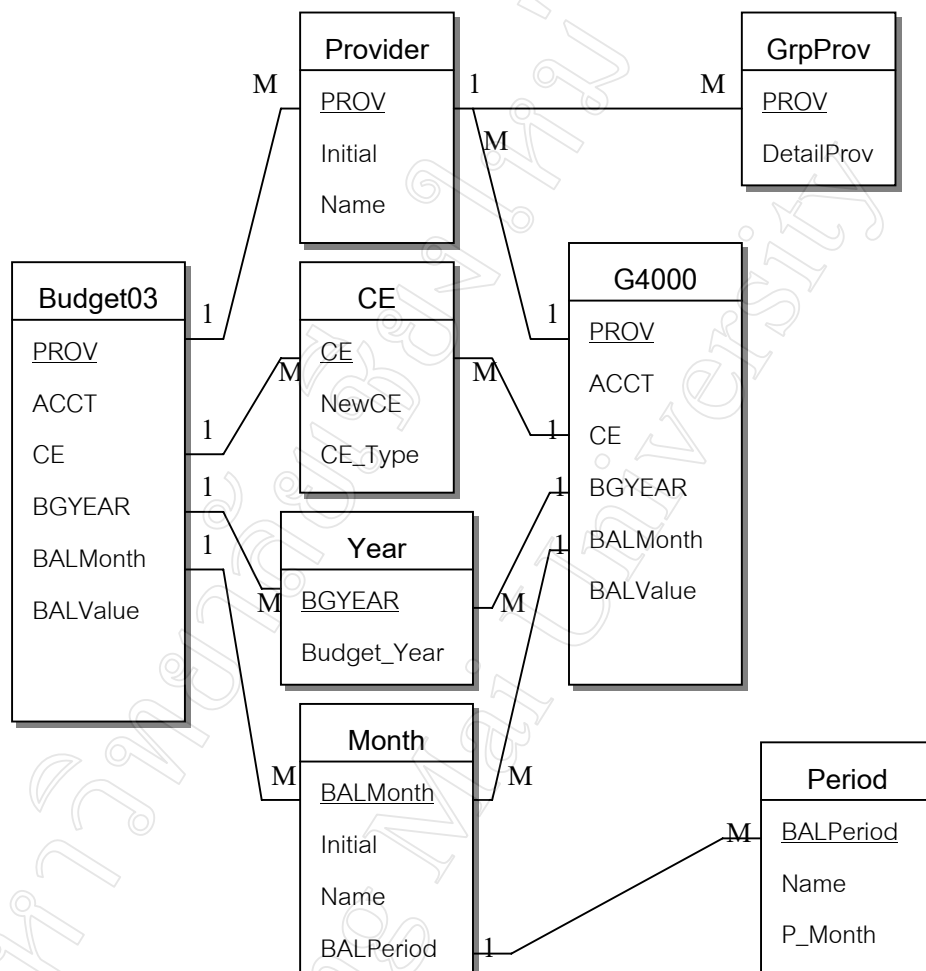 Provider
PROV
Initial
Name
GrpProv
PROV
DetailProv
M
1
M
M
Budget03
PROV
ACCT
CE
BGYEAR
BALMonth
BALValue
1
1
1
1
CE
CE
NewCE
CE_Type
M
M
G4000
PROV
ACCT
CE
BGYEAR
BALMonth
BALValue
1
1
1
1
Year
BGYEAR
Budget_Year
M
M
Month
BALMonth
Initial
Name
BALPeriod
M
M
1
M
Period
BALPeriod
Name
P_Month
Mai University